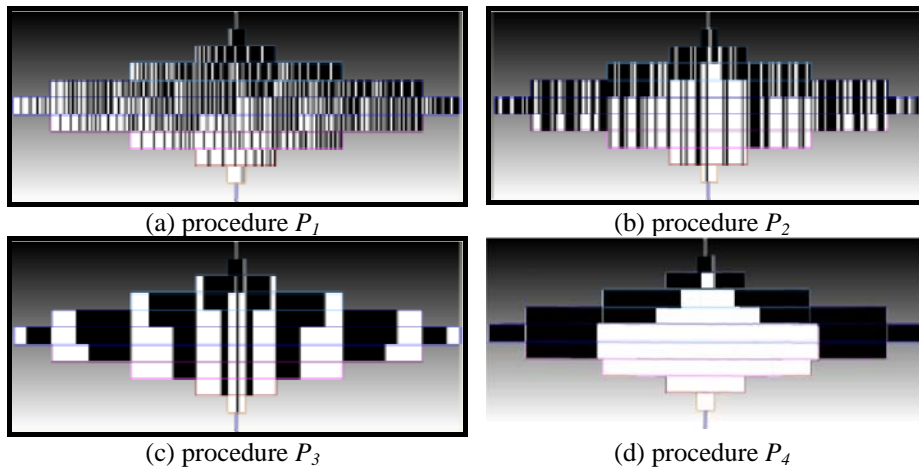 (a) procedure P₁
(b) procedure P₂
(c) procedure P₃
(d) procedure P₄